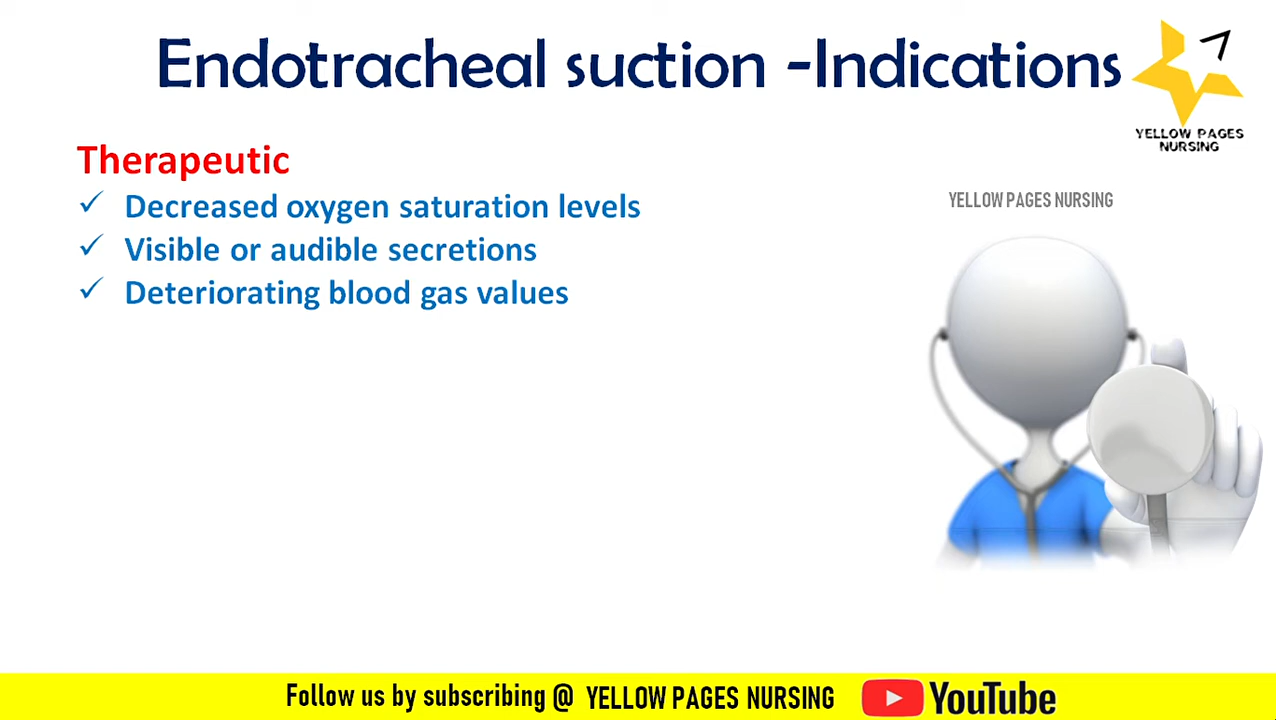 Endotracheal suction -Indications
YELLOW PAGES
NURSING
Therapeutic
✓ Decreased oxygen saturation levels
✓ Visible or audible secretions
✓ Deteriorating blood gas values
YELLOW PAGES NURSING
Follow us by subscribing @ YELLOW PAGES NURSING YouTube